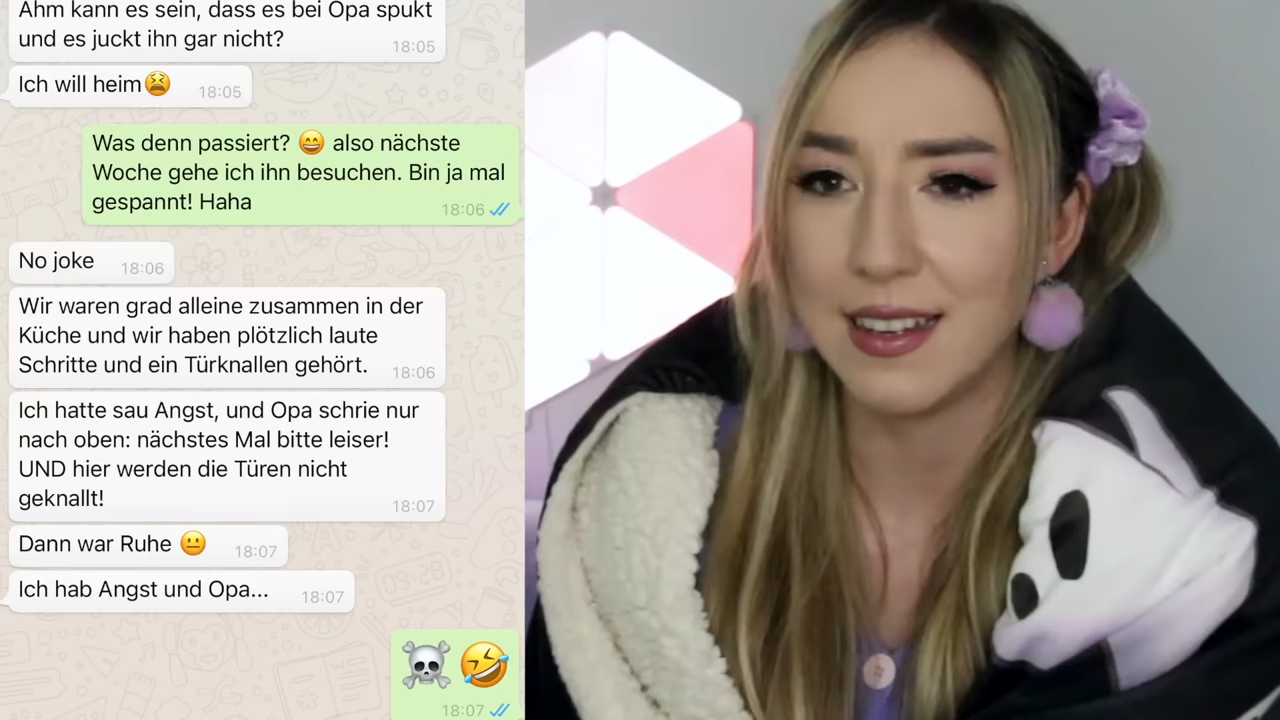 Ähm kann es sein, dass es bei Opa spukt
und es juckt ihn gar nicht?
18:05
Ich will heim😫
18:05
Was denn passiert? 😄 also nächste
Woche gehe ich ihn besuchen. Bin ja mal
gespannt! Haha
18:06
No joke
18:06
Wir waren grad alleine zusammen in der
Küche und wir haben plötzlich laute
Schritte und ein Türknallen gehört.
18:06
Ich hatte sau Angst, und Opa schrie nur
nach oben: nächstes Mal bitte leiser!
UND hier werden die Türen nicht
geknallt!
18:07
Dann war Ruhe 😐
18:07
Ich hab Angst und Opa...
18:07
☠️🤣
18:07